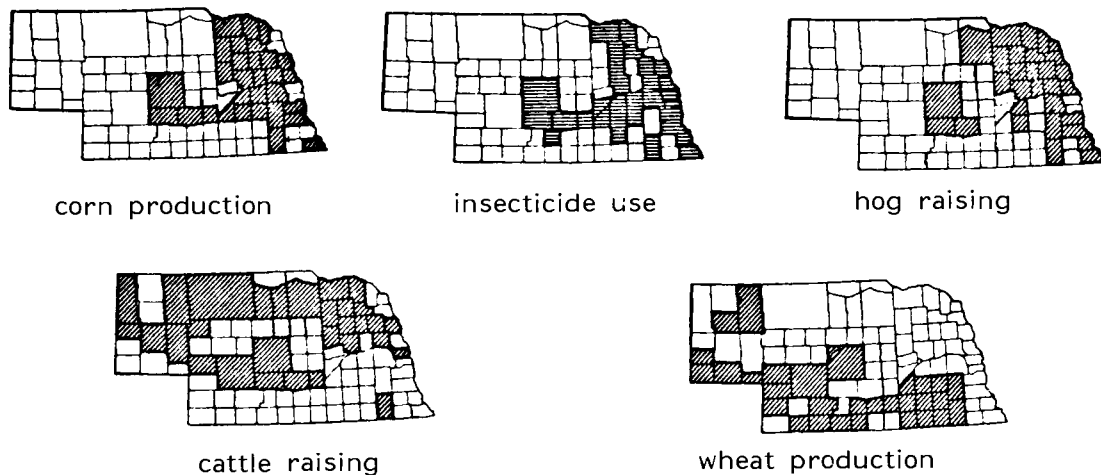 corn production
insecticide use
hog raising
cattle raising
wheat production